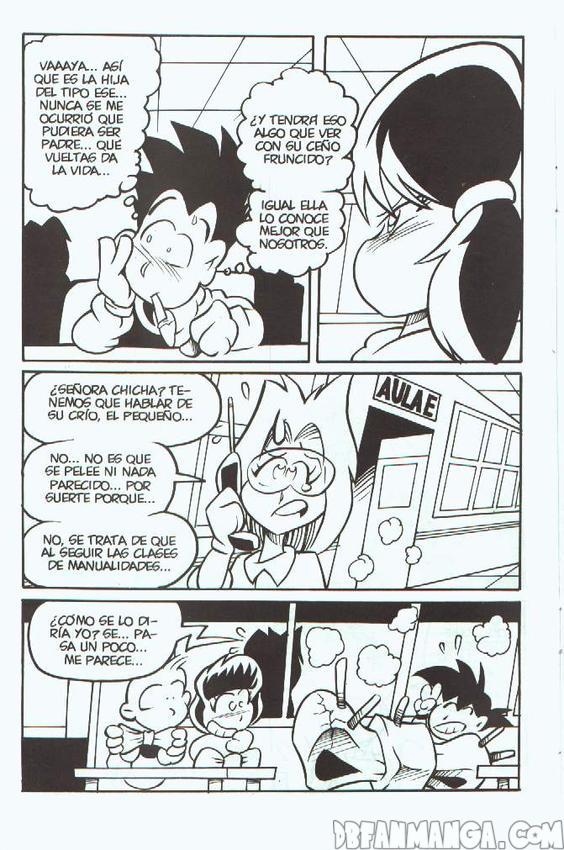 VAAAYA... ASÍ
QUE ES LA HIJA
DEL TIPO ESE...
NUNCA SE ME
OCURRIÓ QUE
PUDIERA SER
PADRE... QUÉ
VUELTAS DA
LA VIDA...
¿Y TENDRÁ ESO
ALGO QUE VER
CON SU CEÑO
FRUNCIDO?
IGUAL ELLA
LO CONOCE
MEJOR QUE
NOSOTROS.
¿SEÑORA CHICHA? TE-
NEMOS QUE HABLAR DE
SU CRÍO, EL PEQUEÑO...
NO... NO ES QUE
SE PELEE NI NADA
PARECIDO... POR
SUERTE PORQUE...
NO, SE TRATA DE QUE
AL SEGUIR LAS CLASES
DE MANUALIDADES...
AULA E
¿CÓMO SE LO DI-
RÍA YO? SE... PA-
SA UN POCO...
ME PARECE...
DBFANMANGA.COM